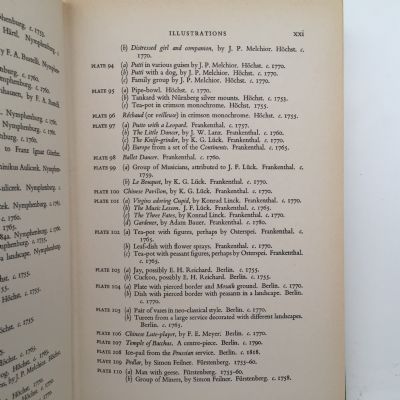 ILLUSTRATIONS xxi
(b) Distressed girl and companion, by J. P. Melchior. Höchst. c.
1770.
PLATE 94 (a) Putti in various guises by J. P. Melchior. Höchst. c. 1770.
(b) Putti with a dog, by J. P. Melchior. Höchst. c. 1770.
(c) Family group by J. P. Melchior. Höchst. c. 1770.
PLATE 95 (a) Pipe-bowl. Höchst. c. 1770.
(b) Tankard with Nürnberg silver mounts. Höchst. c. 1755.
(c) Tea-pot in crimson monochrome. Höchst. c. 1755.
PLATE 96 Réchaud (or veilleuse) in crimson monochrome. Höchst. c. 1775.
PLATE 97 (a) Putto with a Leopard. Frankenthal. c. 1757.
(b) The Little Dancer, by J. W. Lanz. Frankenthal. c. 1760.
(c) The Knife-grinder, by K. G. Lück. Frankenthal. c. 1770.
(d) Europe from a set of the Continents. Frankenthal. c. 1765.
PLATE 98 Ballet Dancer. Frankenthal. c. 1760.
PLATE 99 (a) Group of Musicians, attributed to J. F. Lück. Frankenthal.
c. 1759.
(b) Le Bouquet, by K. G. Lück. Frankenthal. c. 1770.
PLATE 100 Chinese Pavilion, by K. G. Lück. Frankenthal. c. 1770.
PLATE 101 (a) Virgins adoring Cupid, by Konrad Linck. Frankenthal. c. 1770.
(b) The Music Lesson. J. F. Lück. Frankenthal. c. 1765.
(c) The Three Fates, by Konrad Linck. Frankenthal. c. 1770.
(d) Gardener, by Adam Bauer. Frankenthal. c. 1780.
PLATE 102 (a) Tea-pot with figures, perhaps by Osterspei. Frankenthal. c.
1765.
(b) Leaf-dish with flower sprays. Frankenthal. c. 1770.
(c) Tea-pot with peasant figures, perhaps by Osterspei. Frankenthal.
c. 1765.
PLATE 103 (a) Jay, possibly E. H. Reichard. Berlin. c. 1755.
(b) Cuckoo, possibly E. H. Reichard. Berlin. c. 1755.
PLATE 104 (a) Plate with pierced border and Mosaik ground. Berlin. c. 1770.
(b) Dish with pierced border with peasants in a landscape. Berlin.
c. 1770.
PLATE 105 (a) Pair of vases in neo-classical style. Berlin. c. 1770.
(b) Tureen from a large service decorated with different landscapes.
Berlin. c. 1765.
PLATE 106 Chinese Lute-player, by F. E. Meyer. Berlin. c. 1770.
PLATE 107 Temple of Bacchus. A centre-piece. Berlin. c. 1790.
PLATE 108 Ice-pail from the Prussian service. Berlin. c. 1818.
PLATE 109 Pedlar, by Simon Feilner. Fürstenberg. 1755-60.
PLATE 110 (a) Man with geese. Fürstenberg. 1755-60.
(b) Group of Miners, by Simon Feilner. Fürstenberg. c. 1758.